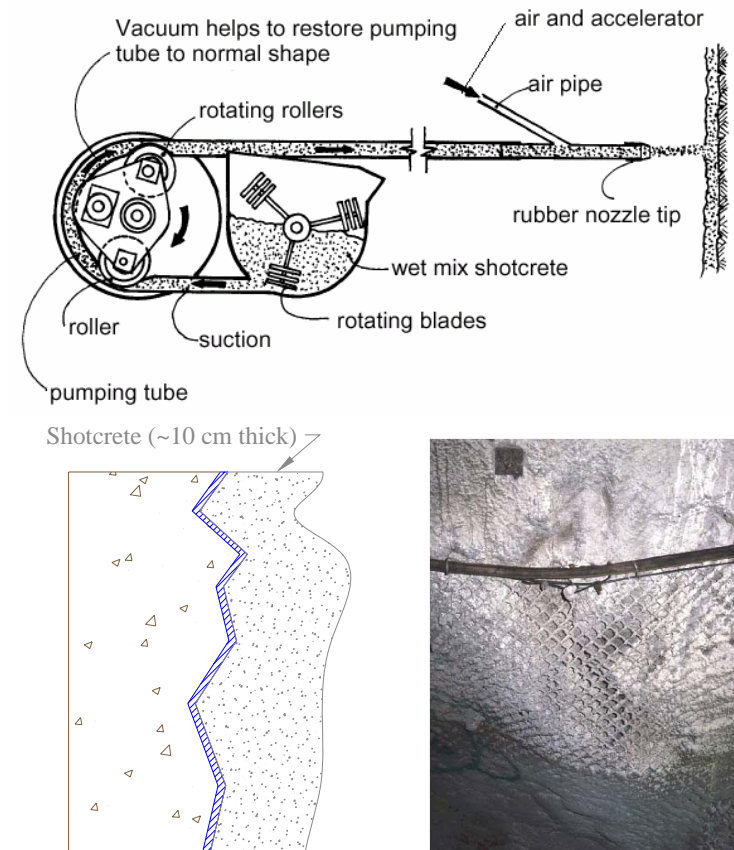 Vacuum helps to restore pumping
tube to normal shape
air and accelerator
air pipe
rotating rollers
rubber nozzle tip
wet mix shotcrete
rotating blades
roller
suction
pumping tube
Shotcrete (~10 cm thick)